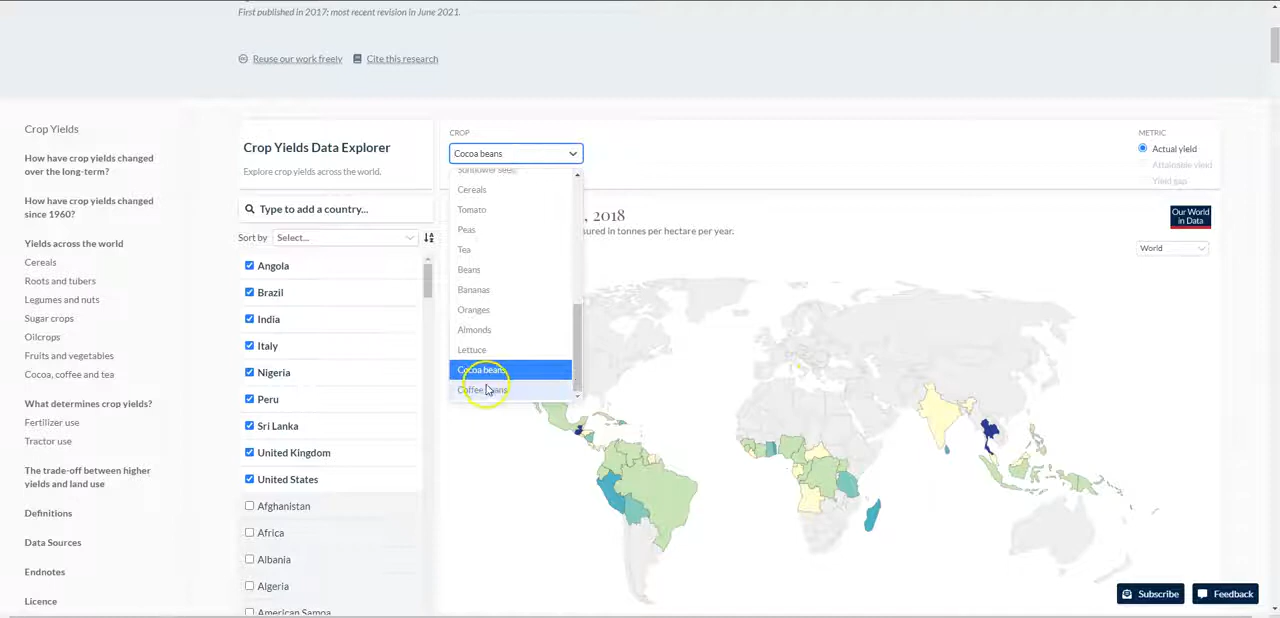 First published in 2017; most recent revision in June 2021.
Reuse our work freely
Cite this research
Crop Yields
How have crop yields changed
over the long-term?
How have crop yields changed
since 1960?
Yields across the world
Cereals
Roots and tubers
Legumes and nuts
Sugar crops
Oilcrops
Fruits and vegetables
Cocoa, coffee and tea
What determines crop yields?
Fertilizer use
Tractor use
The trade-off between higher
yields and land use
Definitions
Data Sources
Endnotes
Licence
Crop Yields Data Explorer
Explore crop yields across the world.
Type to add a country...
Sort by Select...
Angola
Brazil
India
Italy
Nigeria
Peru
Sri Lanka
United Kingdom
United States
Afghanistan
Africa
Albania
Algeria
American Samoa
CROP
Cocoa beans
Sunflower seed
Cereals
Tomato
Peas
Tea
Beans
Bananas
Oranges
Almonds
Lettuce
Cocoa beans
Coffee beans
, 2018
sured in tonnes per hectare per year.
METRIC
Actual yield
Attainable yield
Yield gap
Our World
in Data
World
Subscribe
Feedback